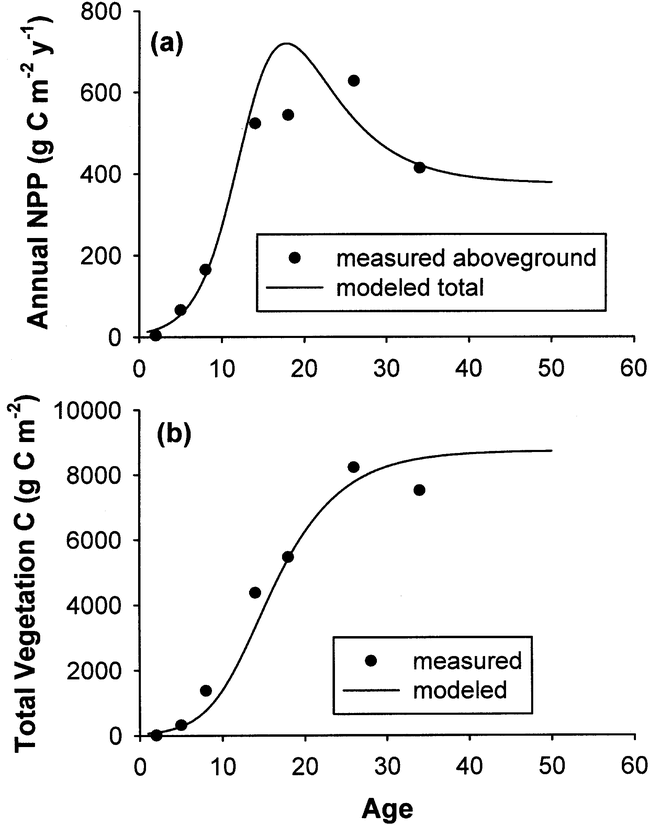 (a)
Annual NPP (g C m-2 y-1)
800
600
400
200
0
measured aboveground
modeled total
0 10 20 30 40 50 60
(b)
Total Vegetation C (g C m-2)
10000
8000
6000
4000
2000
0
measured
modeled
0 10 20 30 40 50 60
Age